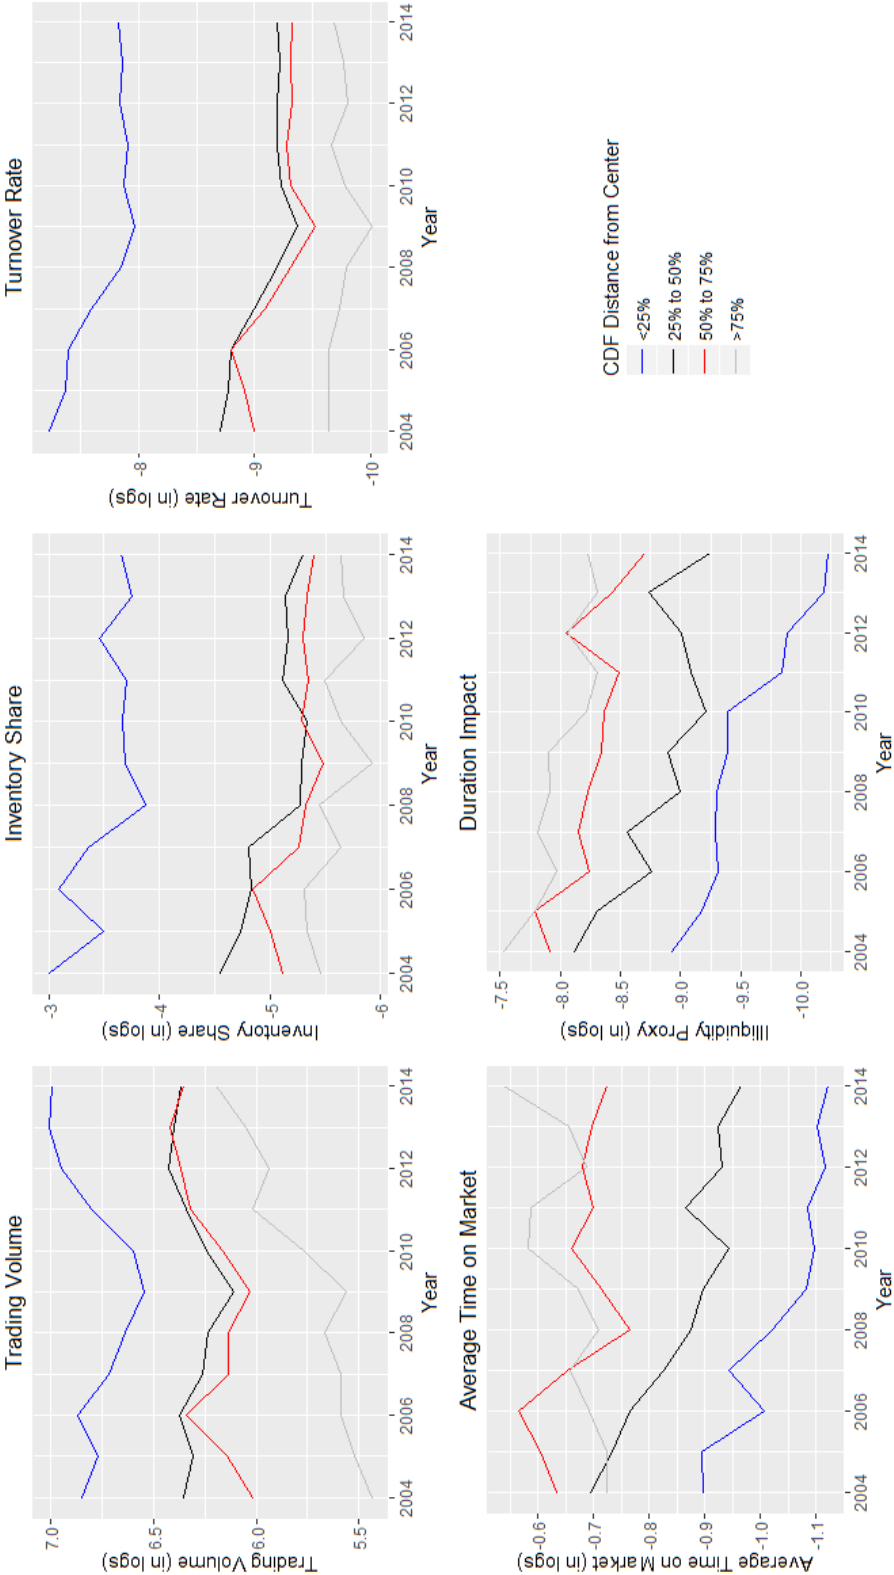 Trading Volume
Trading Volume (in logs)
7.0
6.5
6.0
5.5
2004 2006 2008 2010 2012 2014
Year
Inventory Share
Inventory Share (in logs)
-3
-4
-5
-6
2004 2006 2008 2010 2012 2014
Year
Turnover Rate
Turnover Rate (in logs)
-8
-9
-10
2004 2006 2008 2010 2012 2014
Year
Average Time on Market
Average Time on Market (in logs)
-0.6
-0.7
-0.8
-0.9
-1.0
-1.1
2004 2006 2008 2010 2012 2014
Year
Duration Impact
Illiquidity Proxy (in logs)
-7.5
-8.0
-8.5
-9.0
-9.5
-10.0
2004 2006 2008 2010 2012 2014
Year
CDF Distance from Center
<25%
25% to 50%
50% to 75%
>75%